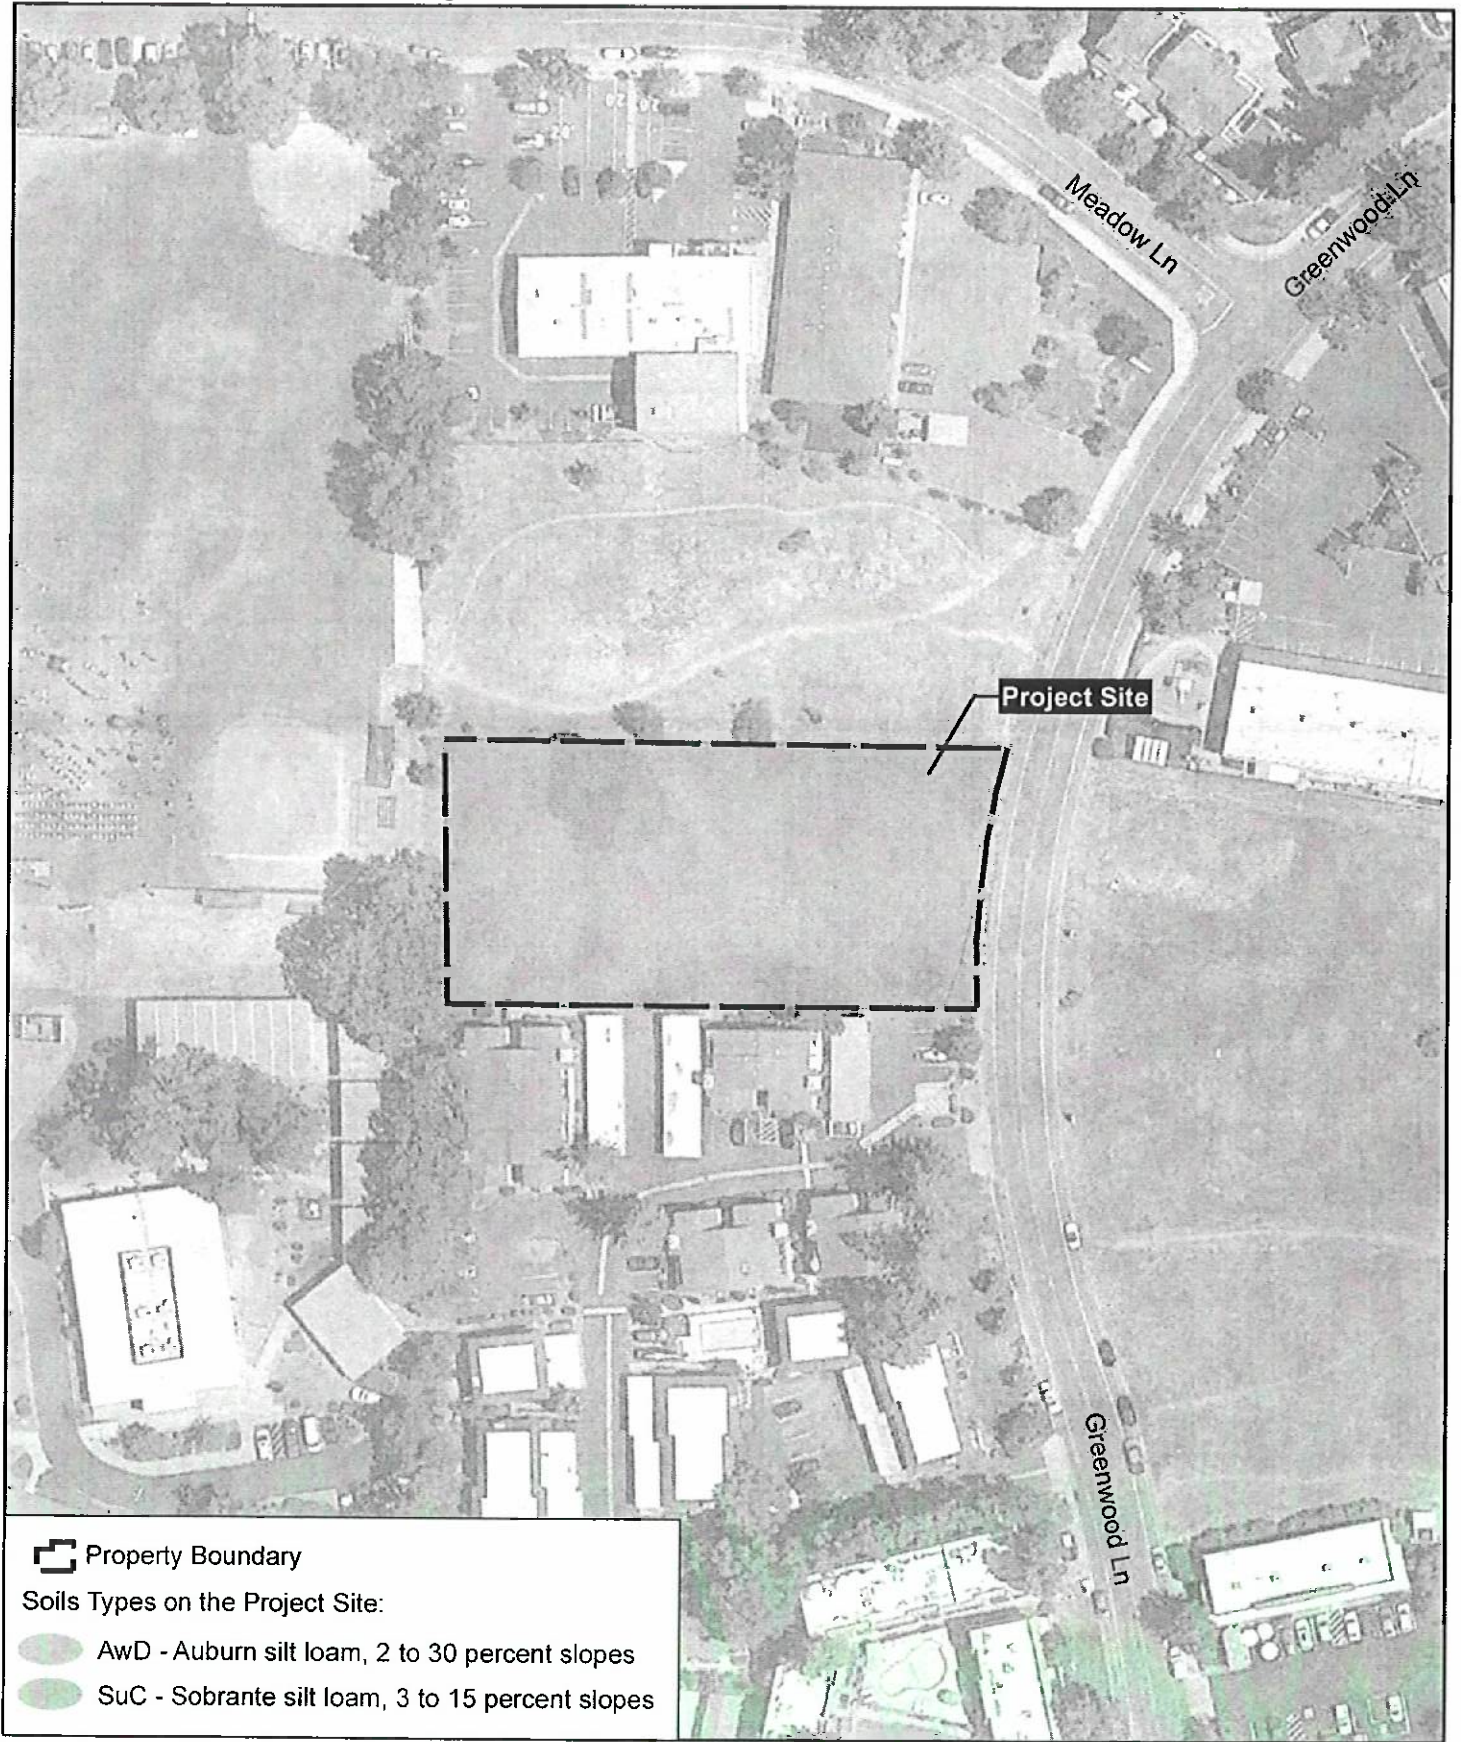 Meadow Ln
Greenwood Ln
Project Site
Greenwood Ln
Property Boundary
Soils Types on the Project Site:
AwD - Auburn silt loam, 2 to 30 percent slopes
SuC - Sobrante silt loam, 3 to 15 percent slopes